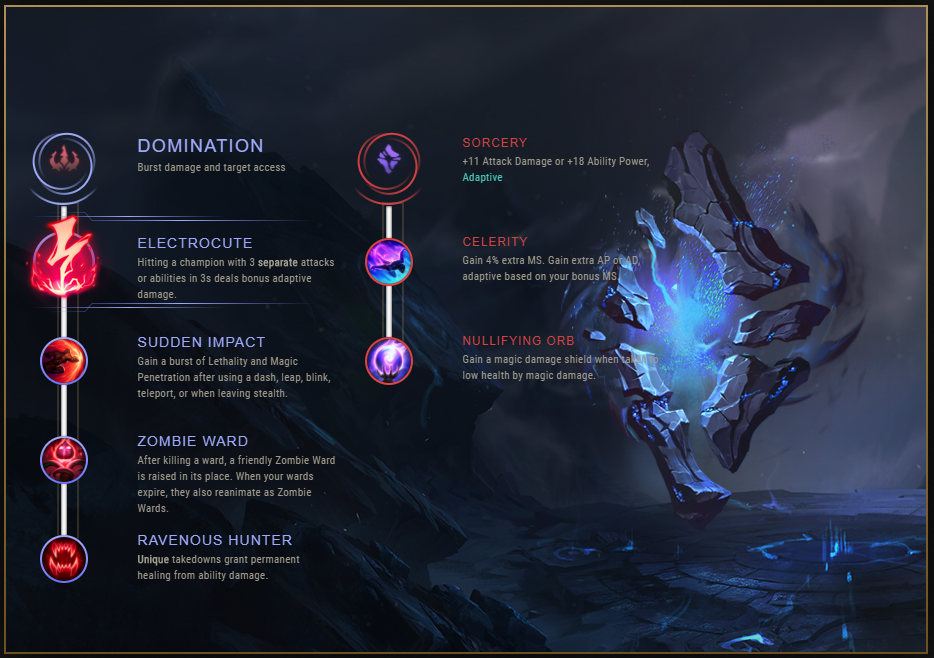 DOMINATION
Burst damage and target access
ELECTROCUTE
Hitting a champion with 3 separate attacks
or abilities in 3s deals bonus adaptive
damage.
SUDDEN IMPACT
Gain a burst of Lethality and Magic
Penetration after using a dash, leap, blink,
teleport, or when leaving stealth.
ZOMBIE WARD
After killing a ward, a friendly Zombie Ward
is raised in its place. When your wards
expire, they also reanimate as Zombie
Wards.
RAVENOUS HUNTER
Unique takedowns grant permanent
healing from ability damage.
SORCERY
+11 Attack Damage or +18 Ability Power,
Adaptive
CELERITY
Gain 4% extra MS. Gain extra AP or AD,
adaptive based on your bonus MS.
NULLIFYING ORB
Gain a magic damage shield when taken to
low health by magic damage.